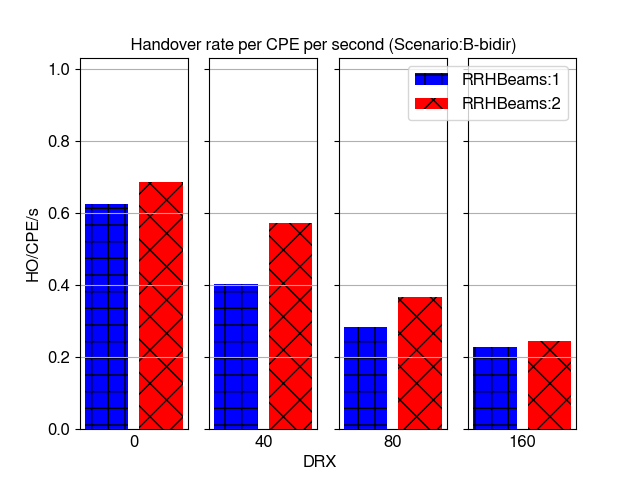 Handover rate per CPE per second (Scenario:B-bidir)
1.0
0.8
0.6
0.4
0.2
0.0
HO/CPE/s
RRHBeams:1
RRHBeams:2
0
40
80
160
DRX